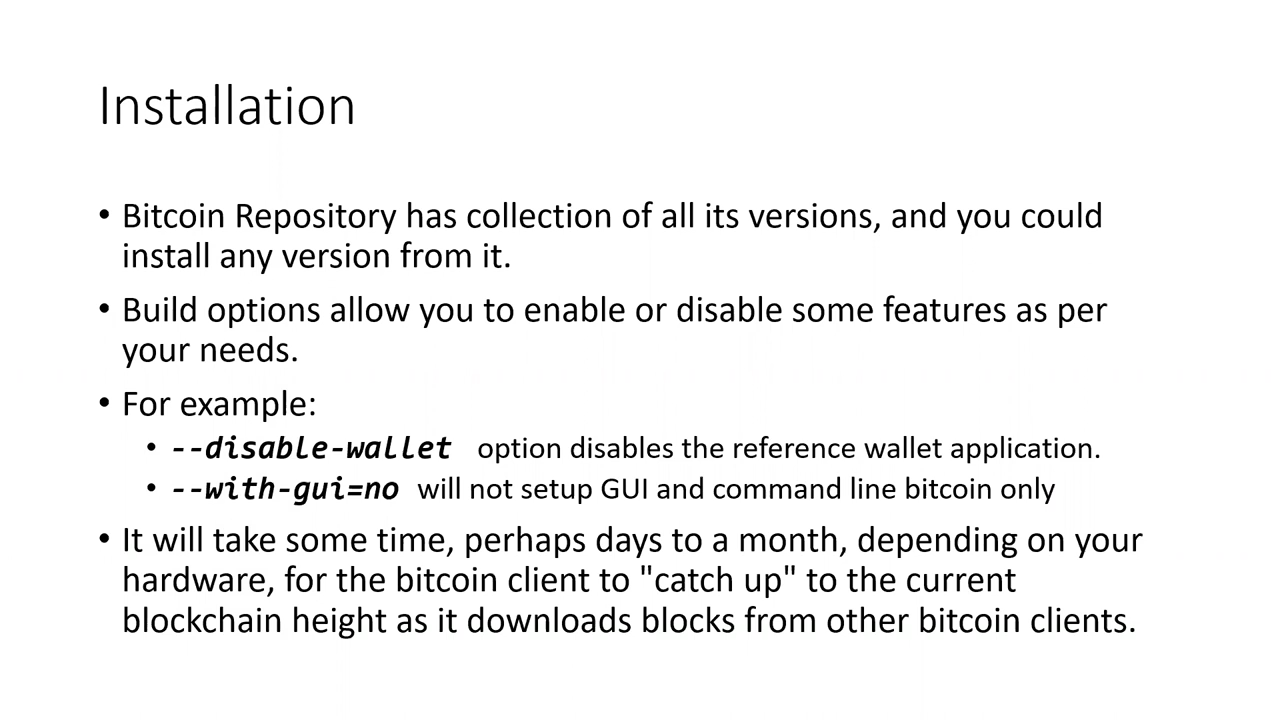 Installation
• Bitcoin Repository has collection of all its versions, and you could
install any version from it.
• Build options allow you to enable or disable some features as per
your needs.
• For example:
• --disable-wallet option disables the reference wallet application.
• --with-gui=no will not setup GUI and command line bitcoin only
• It will take some time, perhaps days to a month, depending on your
hardware, for the bitcoin client to "catch up" to the current
blockchain height as it downloads blocks from other bitcoin clients.